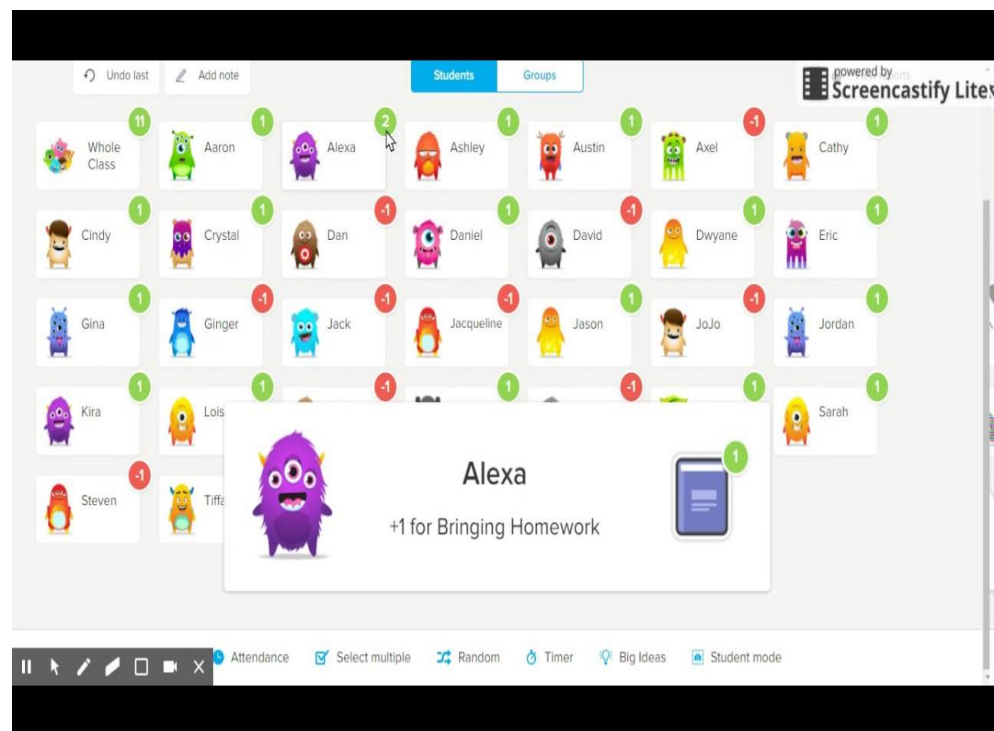 Undo last
Add note
Students
Groups
powered by
Screencastify Lite
11
Whole
Class
1
Aaron
2
Alexa
1
Ashley
1
Austin
-1
Axel
1
Cathy
1
Cindy
1
Crystal
-1
Dan
1
Daniel
-1
David
1
Dwyane
1
Eric
1
Gina
-1
Ginger
-1
Jack
-1
Jacqueline
1
Jason
-1
JoJo
1
Jordan
1
Kira
1
Lois
-1
1
-1
1
1
Sarah
-1
Steven
Tiffa
Alexa
+1 for Bringing Homework
1
Attendance
Select multiple
Random
Timer
Big Ideas
Student mode